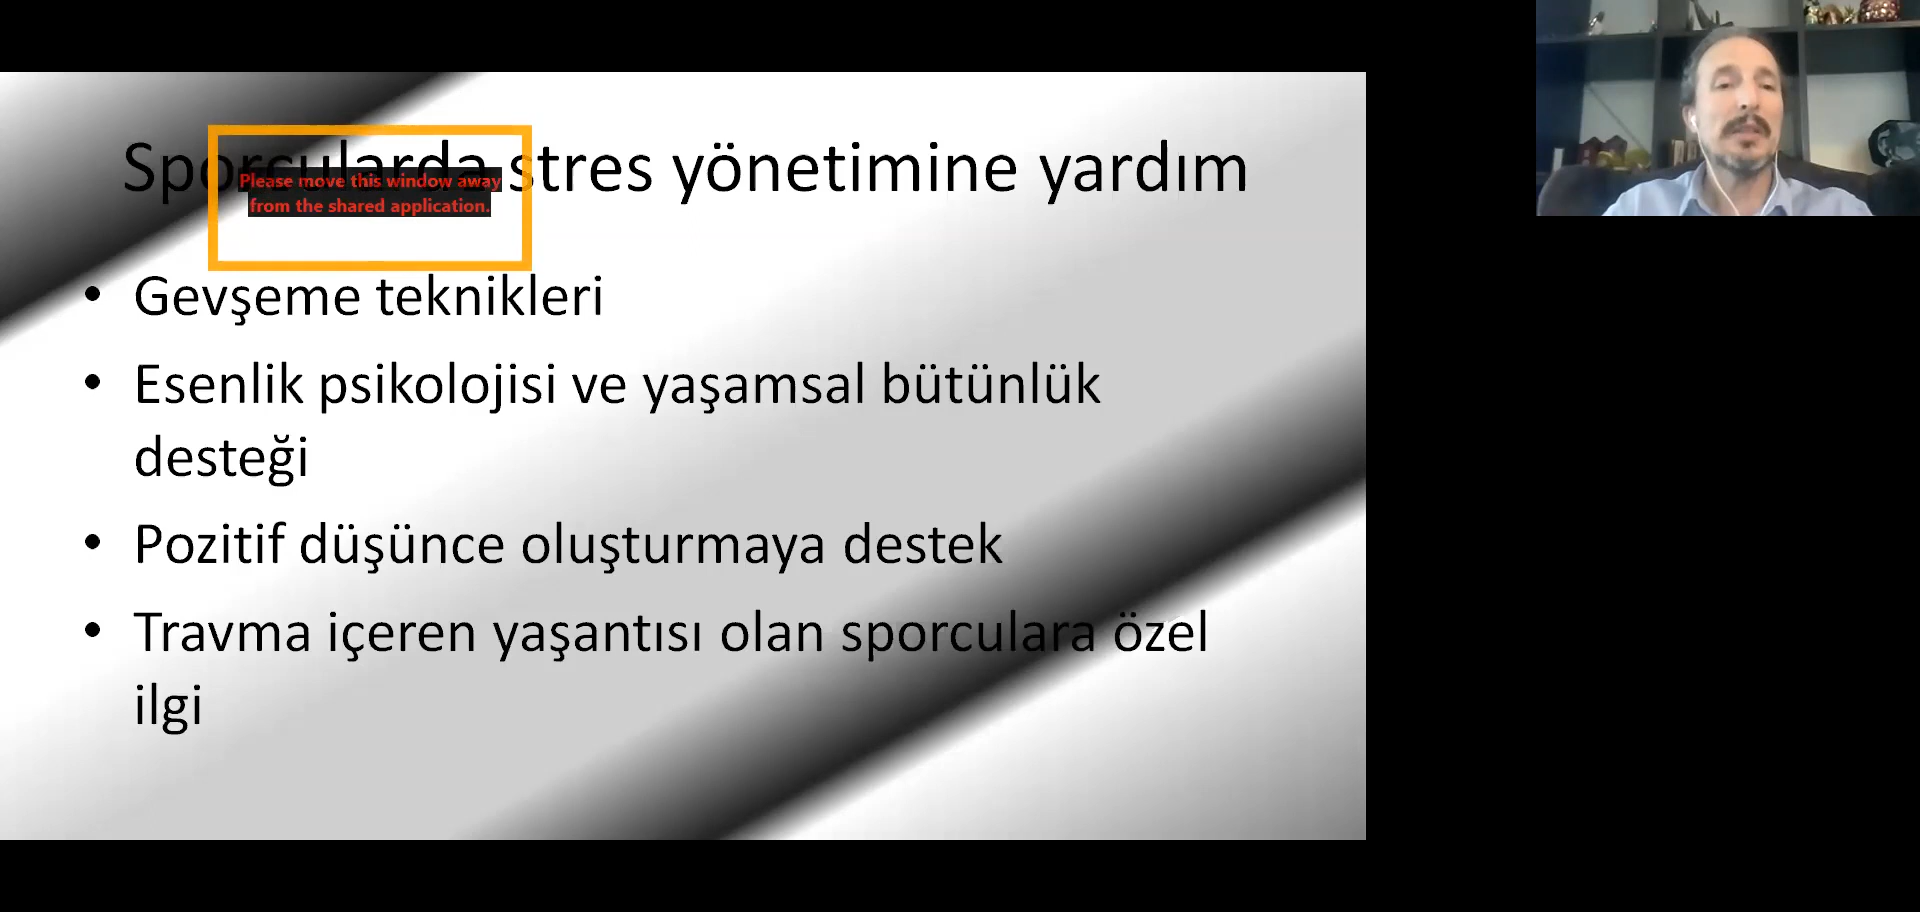 Sporcularda stres yönetimine yardım
Please move this window away
from the shared application.
• Gevşeme teknikleri
• Esenlik psikolojisi ve yaşamsal bütünlük
desteği
• Pozitif düşünce oluşturmaya destek
• Travma içeren yaşantısı olan sporculara özel
ilgi